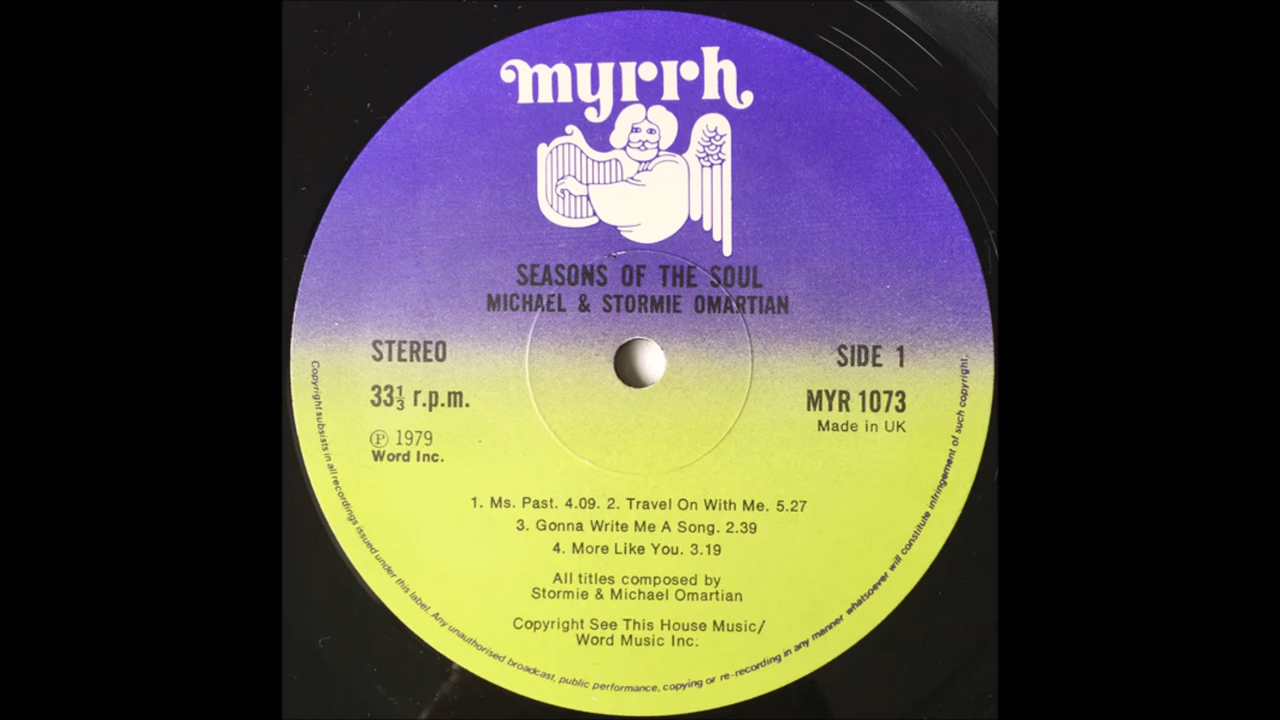 myrrh
SEASONS OF THE SOUL
MICHAEL & STORMIE OMARTIAN
STEREO
SIDE 1
33⅓ r.p.m.
MYR 1073
Made in UK
Ⓟ 1979
Word Inc.
1. Ms. Past. 4.09. 2. Travel On With Me. 5.27
3. Gonna Write Me A Song. 2.39
4. More Like You. 3.19
All titles composed by
Stormie & Michael Omartian
Copyright See This House Music/
Word Music Inc.
Copyright subsists in all recordings issued under this label. Any unauthorised broadcast, public performance, copying or re-recording in any manner whatsoever will constitute infringement of such copyright.